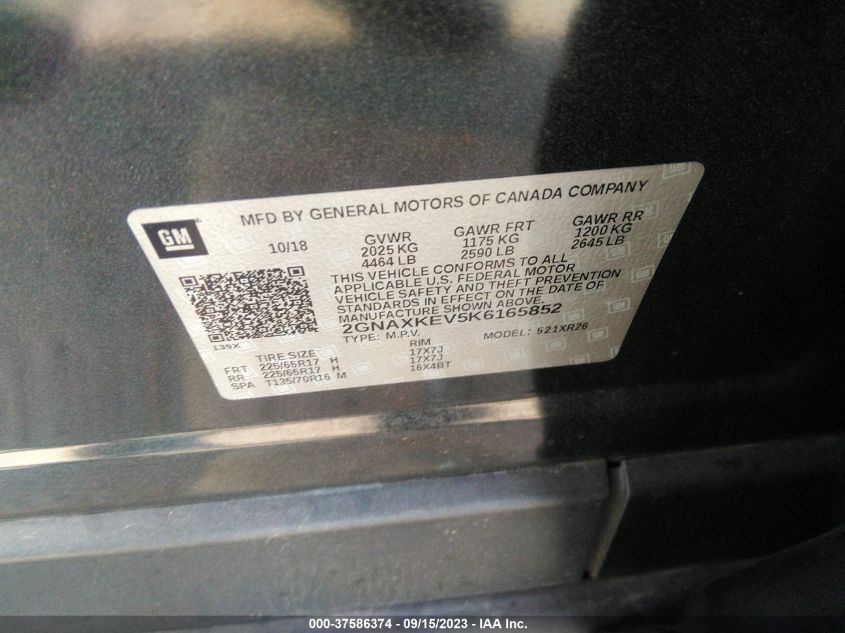 GM
MFD BY GENERAL MOTORS OF CANADA COMPANY
10/18 GVWR GAWR FRT GAWR RR
2025 KG 1175 KG 1200 KG
4464 LB 2590 LB 2645 LB
THIS VEHICLE CONFORMS TO ALL
APPLICABLE U.S. FEDERAL MOTOR
VEHICLE SAFETY AND THEFT PREVENTION
STANDARDS IN EFFECT ON THE DATE OF
MANUFACTURE SHOWN ABOVE.
2GNAXKEV5K6165852
TYPE: M.P.V. MODEL: 521XR26
139X
TIRE SIZE RIM
FRT 225/65R17 H 17X7J
RR 225/65R17 H 17X7J
SPA T135/70R16 M 16X4BT
000-37586374 - 09/15/2023 - IAA Inc.